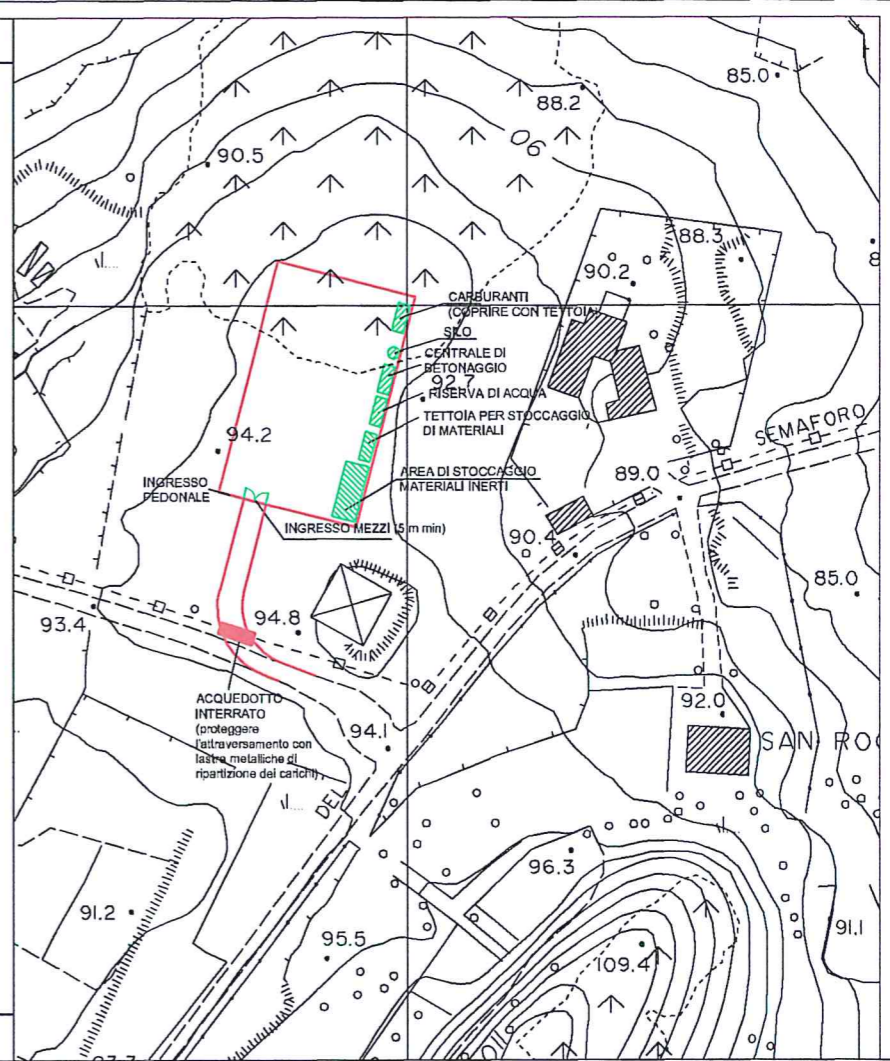 85.0
88.2
90
90.5
88.3
90.2
CARBURANTI
(COPRIRE CON TETTOIA)
SILO
CENTRALE DI
BETONAGGIO
92.7
RISERVA DI ACQUA
TETTOIA PER STOCCAGGIO
DI MATERIALI
SEMAFORO
94.2
AREA DI STOCCAGGIO
MATERIALI INERTI
89.0
INGRESSO
PEDONALE
INGRESSO MEZZI (5 m min)
90.4
85.0
93.4
94.8
ACQUEDOTTO
INTERRATO
(proteggere
l'attraversamento con
lastre metalliche di
ripartizione dei carichi)
92.0
94.1
SAN RO
DEL
96.3
91.2
91.1
95.5
109.4